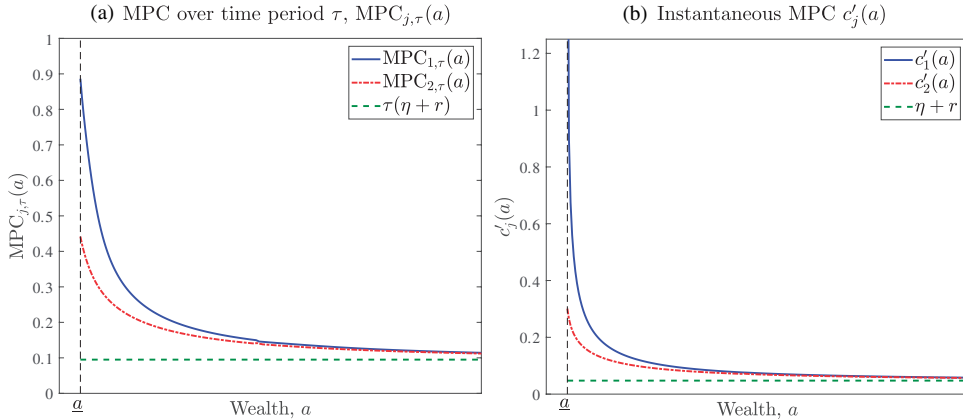 (a) MPC over time period τ, MPC_{j,τ}(a)
1
0.9
0.8
0.7
0.6
0.5
0.4
0.3
0.2
0.1
0
MPC_{j,τ}(a)
MPC_{1,τ}(a)
MPC_{2,τ}(a)
τ(η + r)
a
Wealth, a
(b) Instantaneous MPC c′_j(a)
1.2
1
0.8
0.6
0.4
0.2
0
c′_j(a)
c′_1(a)
c′_2(a)
η + r
a
Wealth, a